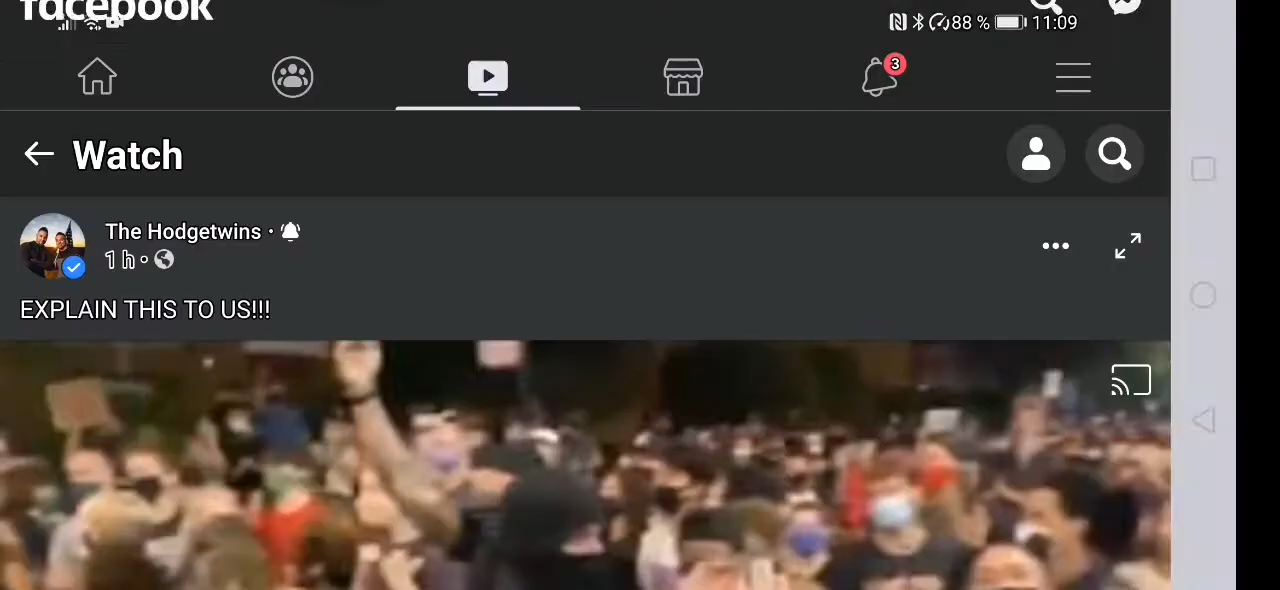 facebook
88 % 11:09
3
Watch
The Hodgetwins ·
1 h ·
EXPLAIN THIS TO US!!!